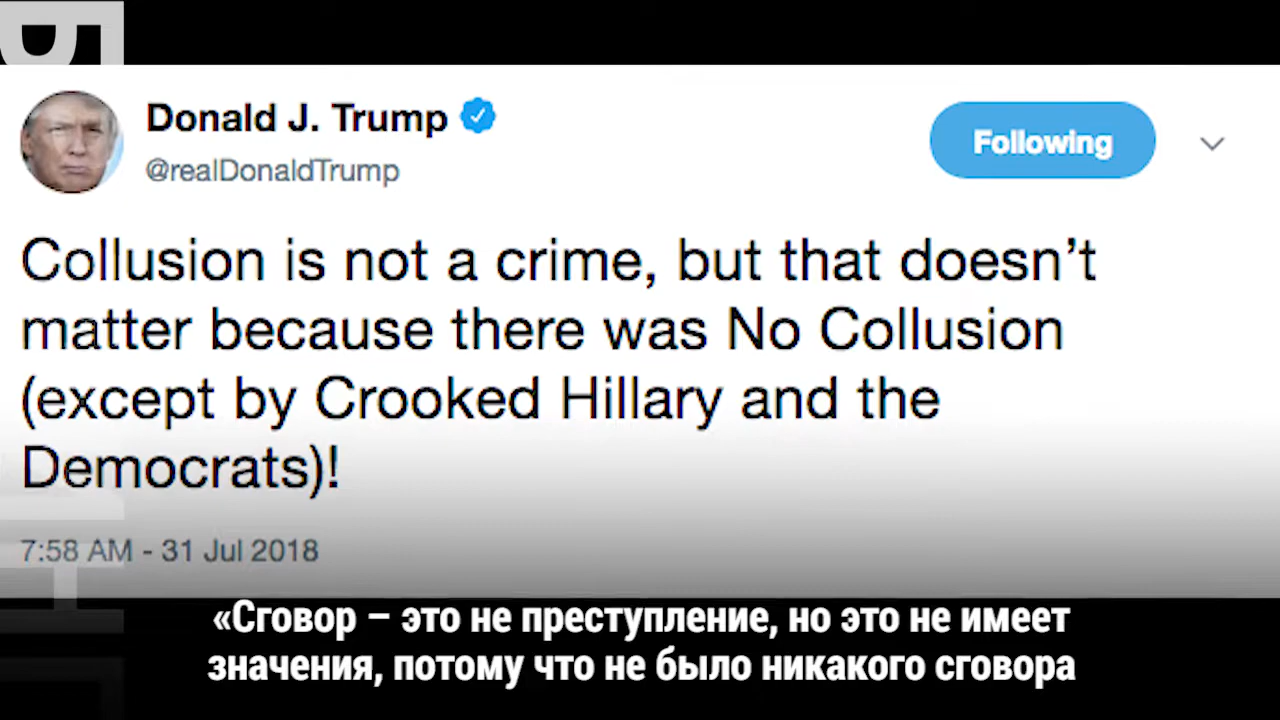 Donald J. Trump
@realDonaldTrump
Following
Collusion is not a crime, but that doesn’t
matter because there was No Collusion
(except by Crooked Hillary and the
Democrats)!
7:58 AM - 31 Jul 2018
«Сговор – это не преступление, но это не имеет
значения, потому что не было никакого сговора